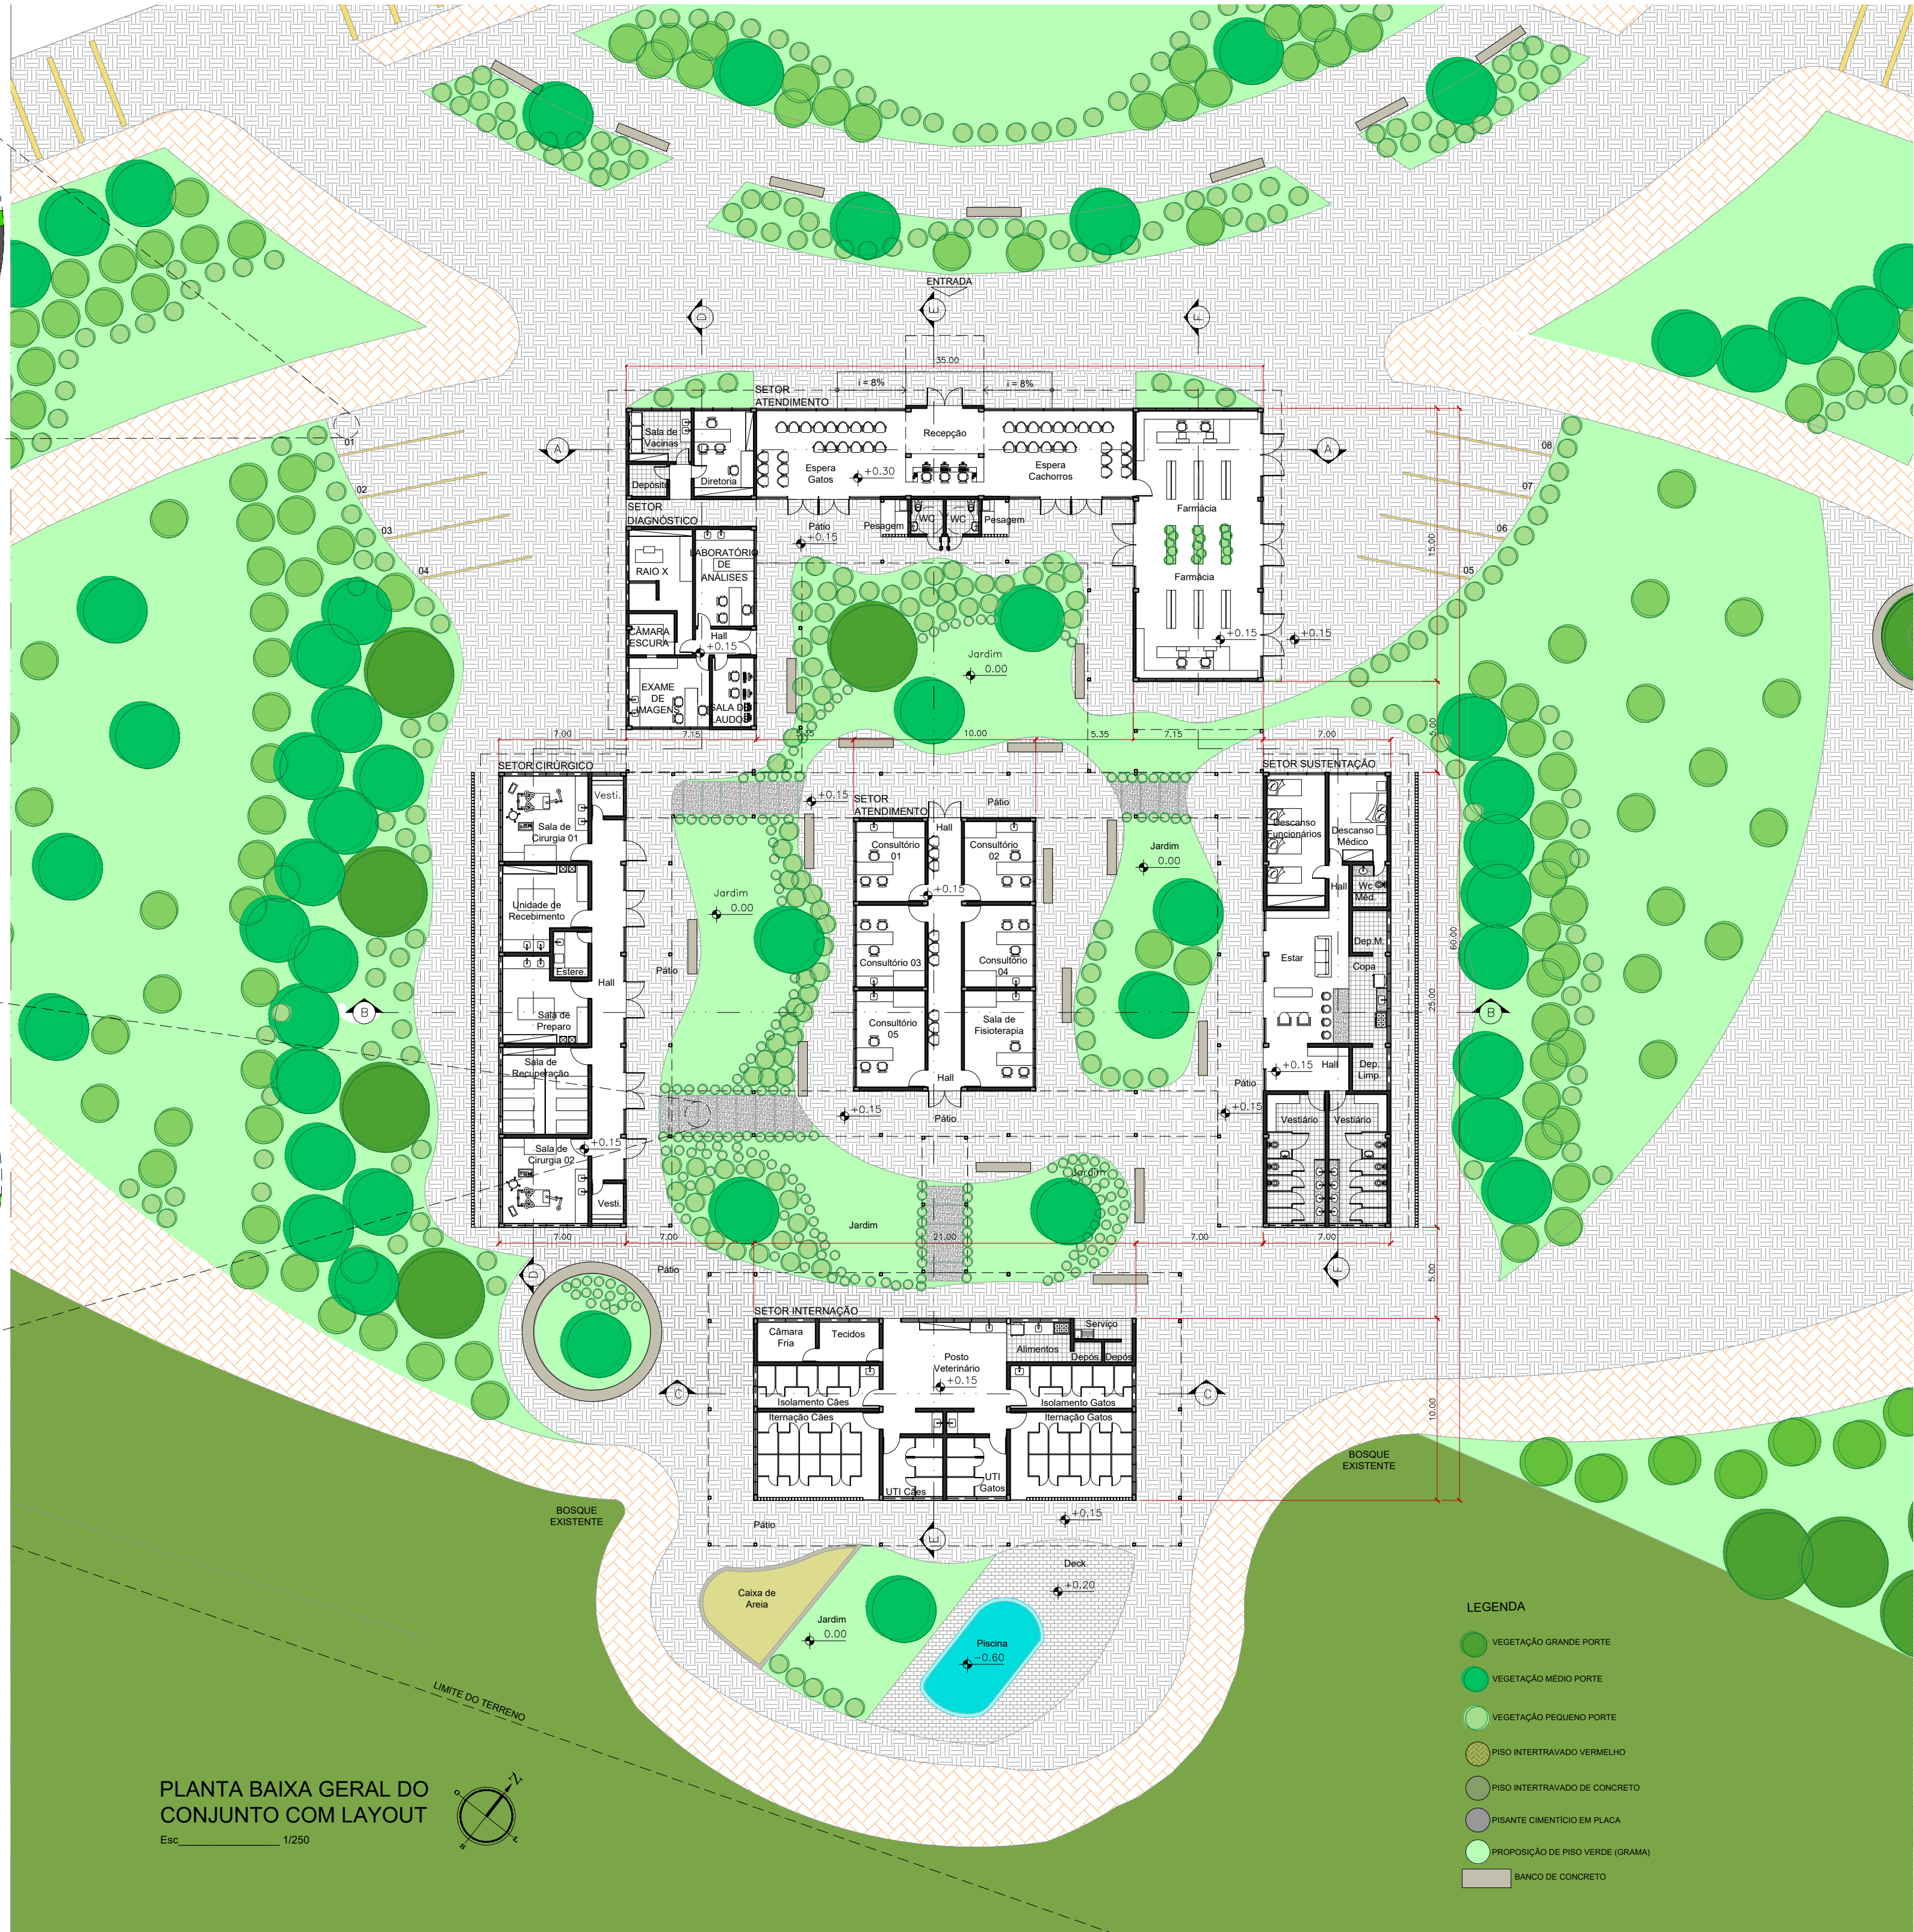 ENTRADA
D
E
F
35.00
i = 8%
i = 8%
SETOR
ATENDIMENTO
Sala de
Vacinas
Recepção
A
A
01
08
Espera
Gatos
+0.30
Espera
Cachorros
Depósito
Diretoria
02
07
SETOR
DIAGNÓSTICO
Farmácia
Pátio
+0.15
Pesagem
WC
WC
Pesagem
03
06
15.00
LABORATÓRIO
DE
ANÁLISES
RAIO X
04
05
Farmácia
CÂMARA
ESCURA
Hall
+0.15
+0.15
+0.15
Jardim
0.00
EXAME
DE
IMAGENS
SALA DE
LAUDOS
7.00
7.15
5.35
10.00
5.35
7.15
7.00
5.00
SETOR CIRÚRGICO
SETOR SUSTENTAÇÃO
Vesti.
+0.15
SETOR
ATENDIMENTO
Pátio
Sala de
Cirurgia 01
Hall
Descanso
Funcionários
Descanso
Médico
Consultório
01
Consultório
02
Jardim
0.00
Jardim
0.00
+0.15
Hall
Wc
Méd.
Unidade de
Recebimento
60.00
Dep.M.
Consultório 03
Consultório
04
Estar
Copa
Estere.
Pátio
Hall
25.00
B
B
Sala de
Preparo
Consultório
05
Sala de
Fisioterapia
Sala de
Recuperação
Hall
+0.15
Hall
Dep.
Limp.
Pátio
+0.15
+0.15
Pátio
Vestiário
Vestiário
+0.15
Sala de
Cirurgia 02
Jardim
Vesti.
Jardim
7.00
7.00
21.00
7.00
7.00
D
Pátio
F
5.00
SETOR INTERNAÇÃO
Câmara
Fria
Tecidos
Serviço
Alimentos
Depós.
Depós.
Posto
Veterinário
+0.15
C
C
Isolamento Cães
Isolamento Gatos
Iternação Cães
Iternação Gatos
10.00
BOSQUE
EXISTENTE
UTI
Gatos
UTI Cães
BOSQUE
EXISTENTE
Pátio
+0.15
E
Deck
+0.20
Caixa de
Areia
Jardim
0.00
Piscina
-0.60
LIMITE DO TERRENO
LEGENDA
VEGETAÇÃO GRANDE PORTE
VEGETAÇÃO MÉDIO PORTE
VEGETAÇÃO PEQUENO PORTE
PISO INTERTRAVADO VERMELHO
PISO INTERTRAVADO DE CONCRETO
PISANTE CIMENTÍCIO EM PLACA
PROPOSIÇÃO DE PISO VERDE (GRAMA)
BANCO DE CONCRETO
PLANTA BAIXA GERAL DO
CONJUNTO COM LAYOUT
Esc__________________ 1/250
N
O
S
L